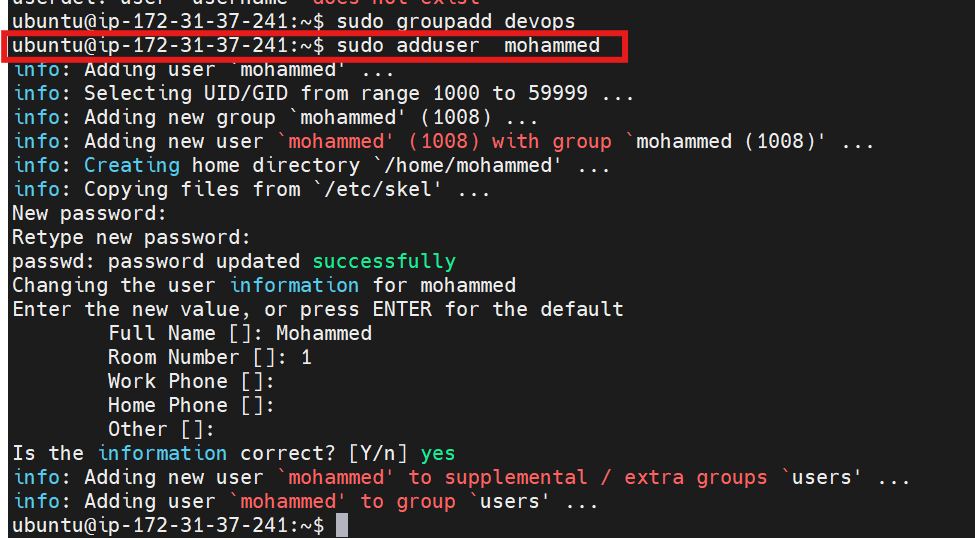 userdel: user 'username' does not exist
ubuntu@ip-172-31-37-241:~$ sudo groupadd devops
ubuntu@ip-172-31-37-241:~$ sudo adduser  mohammed
info: Adding user `mohammed' ...
info: Selecting UID/GID from range 1000 to 59999 ...
info: Adding new group `mohammed' (1008) ...
info: Adding new user `mohammed' (1008) with group `mohammed (1008)' ...
info: Creating home directory `/home/mohammed' ...
info: Copying files from `/etc/skel' ...
New password:
Retype new password:
passwd: password updated successfully
Changing the user information for mohammed
Enter the new value, or press ENTER for the default
        Full Name []: Mohammed
        Room Number []: 1
        Work Phone []:
        Home Phone []:
        Other []:
Is the information correct? [Y/n] yes
info: Adding new user `mohammed' to supplemental / extra groups `users' ...
info: Adding user `mohammed' to group `users' ...
ubuntu@ip-172-31-37-241:~$